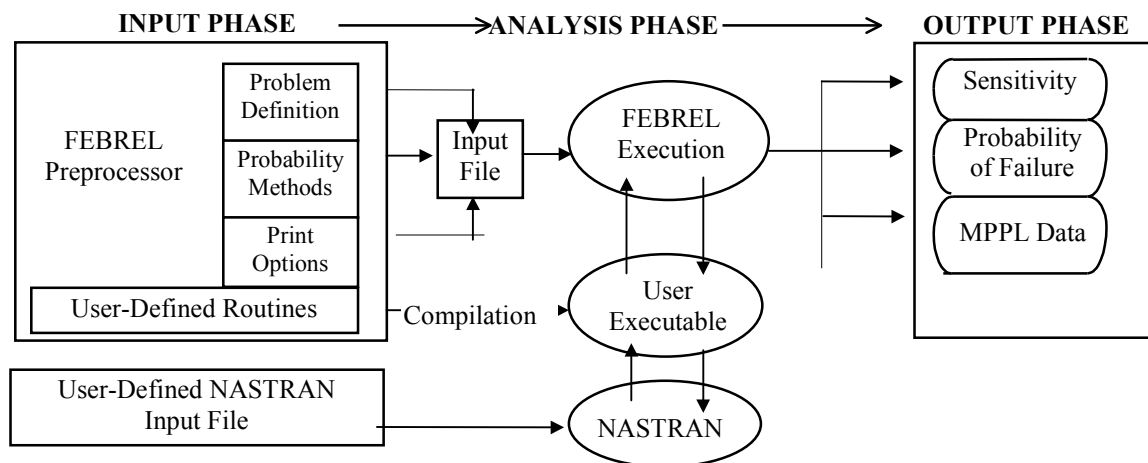 INPUT PHASE
ANALYSIS PHASE
OUTPUT PHASE
FEBREL
Preprocessor
Problem
Definition
Probability
Methods
Print
Options
User-Defined Routines
Input
File
Compilation
FEBREL
Execution
User
Executable
NASTRAN
User-Defined NASTRAN
Input File
Sensitivity
Probability
of Failure
MPPL Data